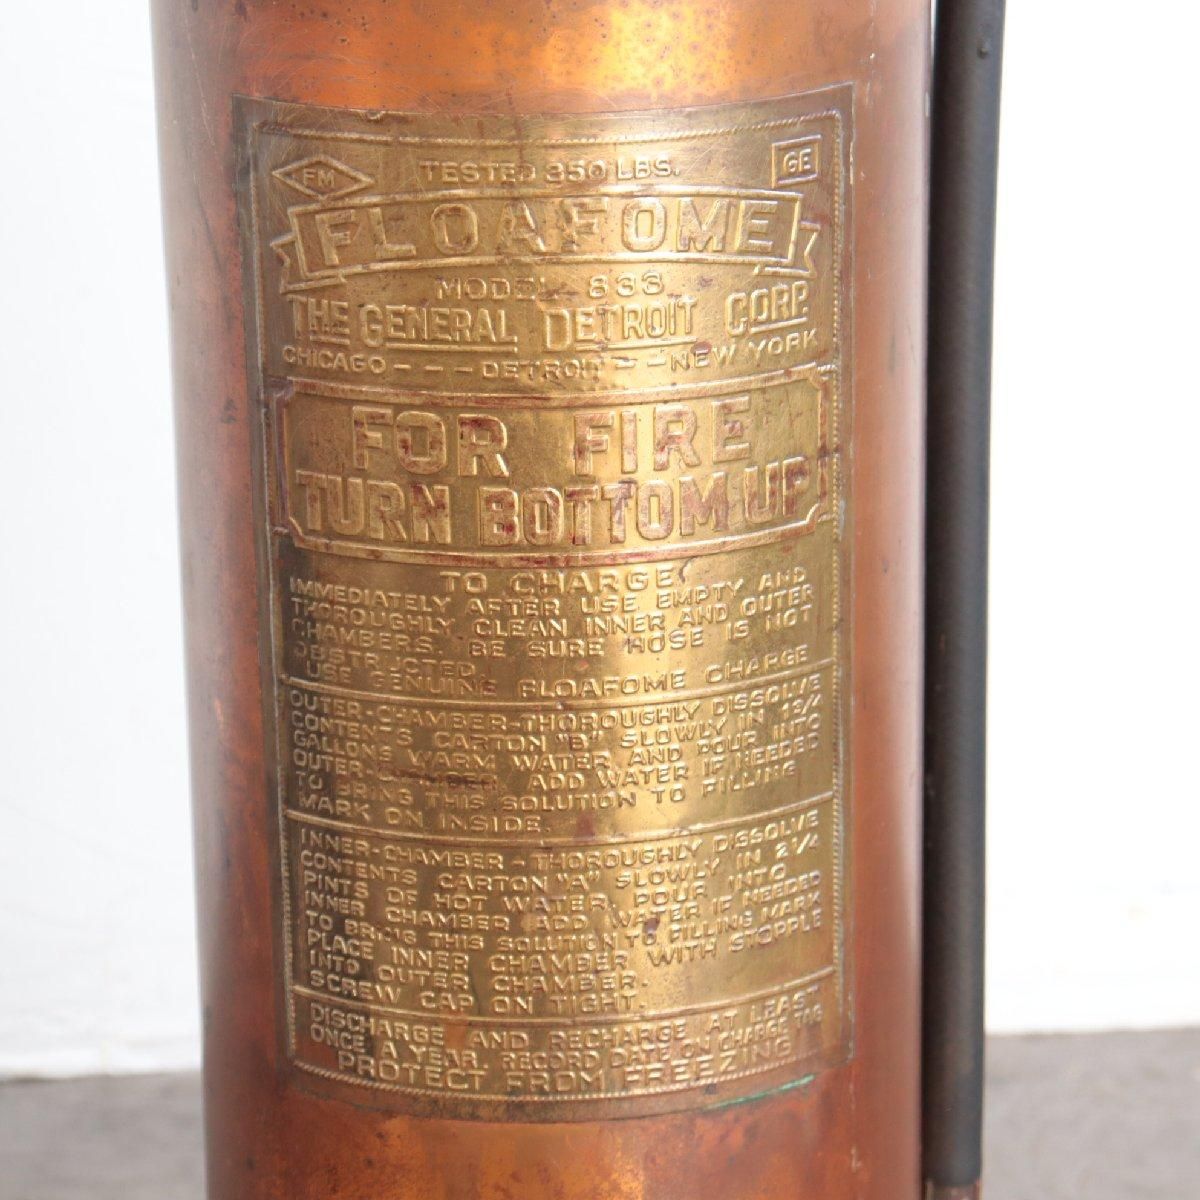 FM TESTED 350 LBS. GE
FLOAFOME
MODEL 833
THE GENERAL DETROIT CORP.
CHICAGO - - - DETROIT - - - NEW YORK
FOR FIRE
TURN BOTTOM UP
TO CHARGE
IMMEDIATELY AFTER USE EMPTY AND
THOROUGHLY CLEAN INNER AND OUTER
CHAMBERS. BE SURE HOSE IS NOT
OBSTRUCTED
USE GENUINE FLOAFOME CHARGE
OUTER-CHAMBER-THOROUGHLY DISSOLVE
CONTENTS CARTON "B" SLOWLY IN 1 3/4
GALLONS WARM WATER AND POUR INTO
OUTER-CHAMBER ADD WATER IF NEEDED
TO BRING THIS SOLUTION TO FILLING
MARK ON INSIDE.
INNER-CHAMBER - THOROUGHLY DISSOLVE
CONTENTS CARTON "A" SLOWLY IN 2 1/4
PINTS OF HOT WATER. POUR INTO
INNER CHAMBER ADD WATER IF NEEDED
TO BRING THIS SOLUTION TO FILLING MARK
PLACE INNER CHAMBER WITH STOPPLE
INTO OUTER CHAMBER.
SCREW CAP ON TIGHT.
DISCHARGE AND RECHARGE AT LEAST
ONCE A YEAR RECORD DATE ON CHARGE TAG
PROTECT FROM FREEZING